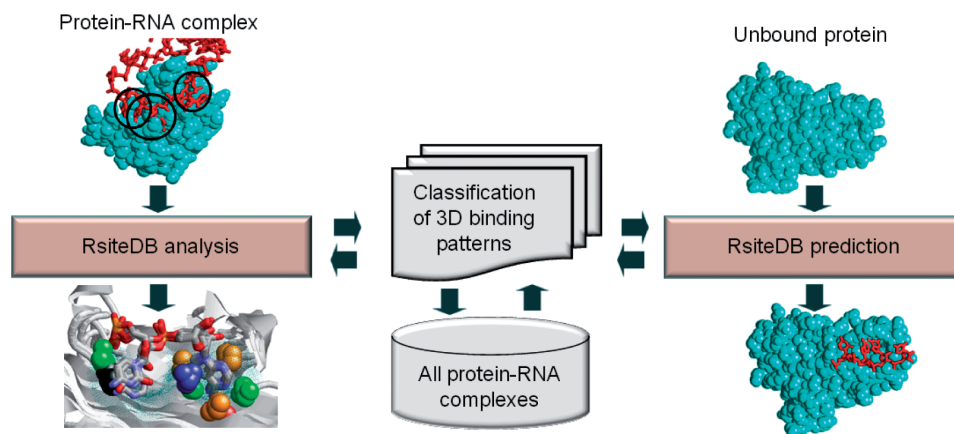 Protein-RNA complex
Unbound protein
Classification
of 3D binding
patterns
RsiteDB analysis
RsiteDB prediction
All protein-RNA
complexes